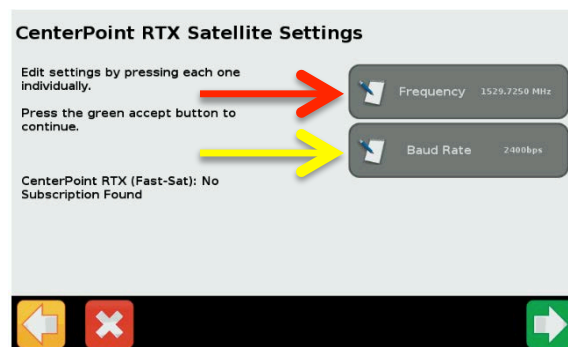 CenterPoint RTX Satellite Settings
Edit settings by pressing each one
individually.
Press the green accept button to
continue.
CenterPoint RTX (Fast-Sat): No
Subscription Found
Frequency 1529.7250 MHz
Baud Rate 2400bps